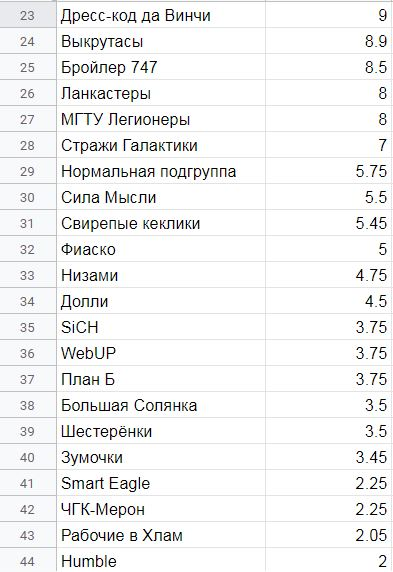 23 Дресс-код да Винчи 9
24 Выкрутасы 8.9
25 Бройлер 747 8.5
26 Ланкастеры 8
27 МГТУ Легионеры 8
28 Стражи Галактики 7
29 Нормальная подгруппа 5.75
30 Сила Мысли 5.5
31 Свирепые кеклики 5.45
32 Фиаско 5
33 Низами 4.75
34 Долли 4.5
35 SiCH 3.75
36 WebUP 3.75
37 План Б 3.75
38 Большая Солянка 3.5
39 Шестерёнки 3.5
40 Зумочки 3.45
41 Smart Eagle 2.25
42 ЧГК-Мерон 2.25
43 Рабочие в Хлам 2.05
44 Humble 2